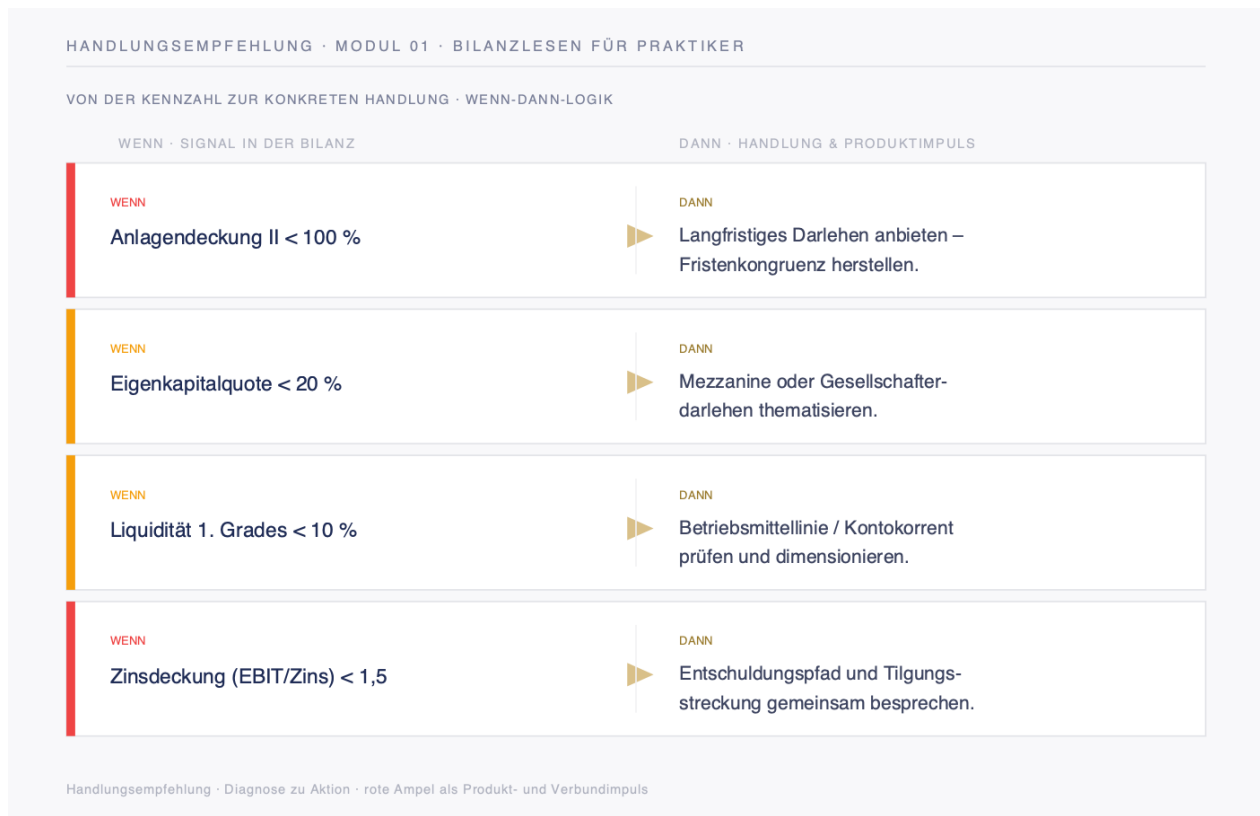 HANDLUNGSEMPFEHLUNG · MODUL 01 · BILANZLESEN FÜR PRAKTIKER
VON DER KENNZAHL ZUR KONKRETEN HANDLUNG · WENN-DANN-LOGIK
WENN · SIGNAL IN DER BILANZ
DANN · HANDLUNG & PRODUKTIMPULS
WENN
Anlagendeckung II < 100 %
DANN
Langfristiges Darlehen anbieten –
Fristenkongruenz herstellen.
WENN
Eigenkapitalquote < 20 %
DANN
Mezzanine oder Gesellschafter-
darlehen thematisieren.
WENN
Liquidität 1. Grades < 10 %
DANN
Betriebsmittellinie / Kontokorrent
prüfen und dimensionieren.
WENN
Zinsdeckung (EBIT/Zins) < 1,5
DANN
Entschuldungspfad und Tilgungs-
streckung gemeinsam besprechen.
Handlungsempfehlung · Diagnose zu Aktion · rote Ampel als Produkt- und Verbundimpuls